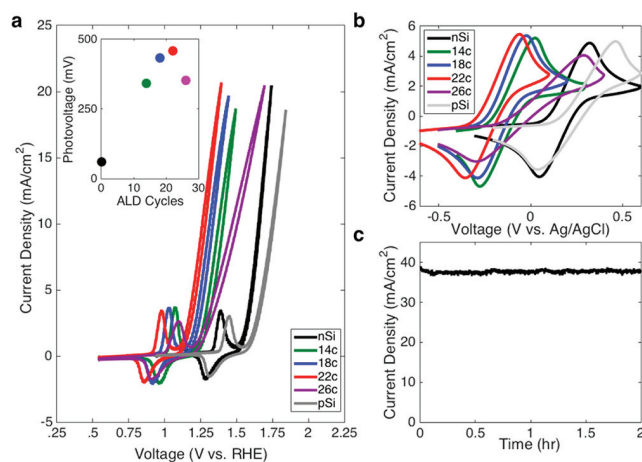 a
25
20
15
10
5
0
25
Current Density (mA/cm²)
.5
.75
1
1.25
1.5
1.75
2
2.25
Voltage (V vs. RHE)
500
250
0
Photovoltage
(mV)
0
10
20
30
ALD Cycles
nSi
14c
18c
22c
26c
pSi
b
nSi
14c
18c
22c
26c
pSi
6
4
2
0
-2
-4
-6
Current Density (mA/cm²)
-0.5
0
0.5
Voltage (V vs. Ag/AgCl)
c
50
40
30
20
10
0
Current Density
(mA/cm²)
0
0.5
1
1.5
2
Time (hr)